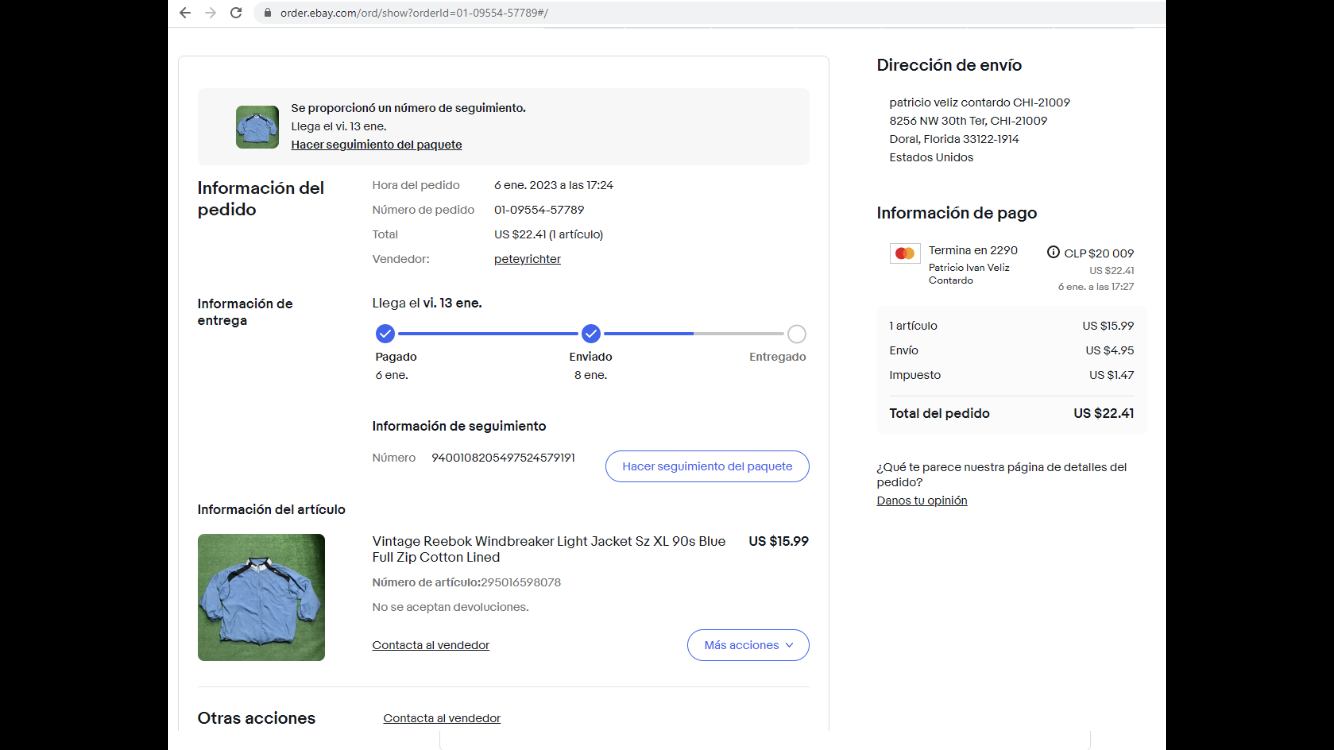 order.ebay.com/ord/show?orderId=01-09554-57789#/
Se proporcionó un número de seguimiento.
Llega el vi. 13 ene.
Hacer seguimiento del paquete
Información del pedido
Hora del pedido 6 ene. 2023 a las 17:24
Número de pedido 01-09554-57789
Total US $22.41 (1 artículo)
Vendedor: peteyrichter
Información de entrega
Llega el vi. 13 ene.
Pagado
6 ene.
Enviado
8 ene.
Entregado
Información de seguimiento
Número 9400108205497524579191
Hacer seguimiento del paquete
Información del artículo
Vintage Reebok Windbreaker Light Jacket Sz XL 90s Blue
Full Zip Cotton Lined
US $15.99
Número de artículo:295016598078
No se aceptan devoluciones.
Contacta al vendedor
Más acciones
Otras acciones
Contacta al vendedor
Dirección de envío
patricio veliz contardo CHI-21009
8256 NW 30th Ter, CHI-21009
Doral, Florida 33122-1914
Estados Unidos
Información de pago
Termina en 2290
Patricio Ivan Veliz
Contardo
CLP $20 009
US $22.41
6 ene. a las 17:27
1 artículo US $15.99
Envío US $4.95
Impuesto US $1.47
Total del pedido US $22.41
¿Qué te parece nuestra página de detalles del
pedido?
Danos tu opinión